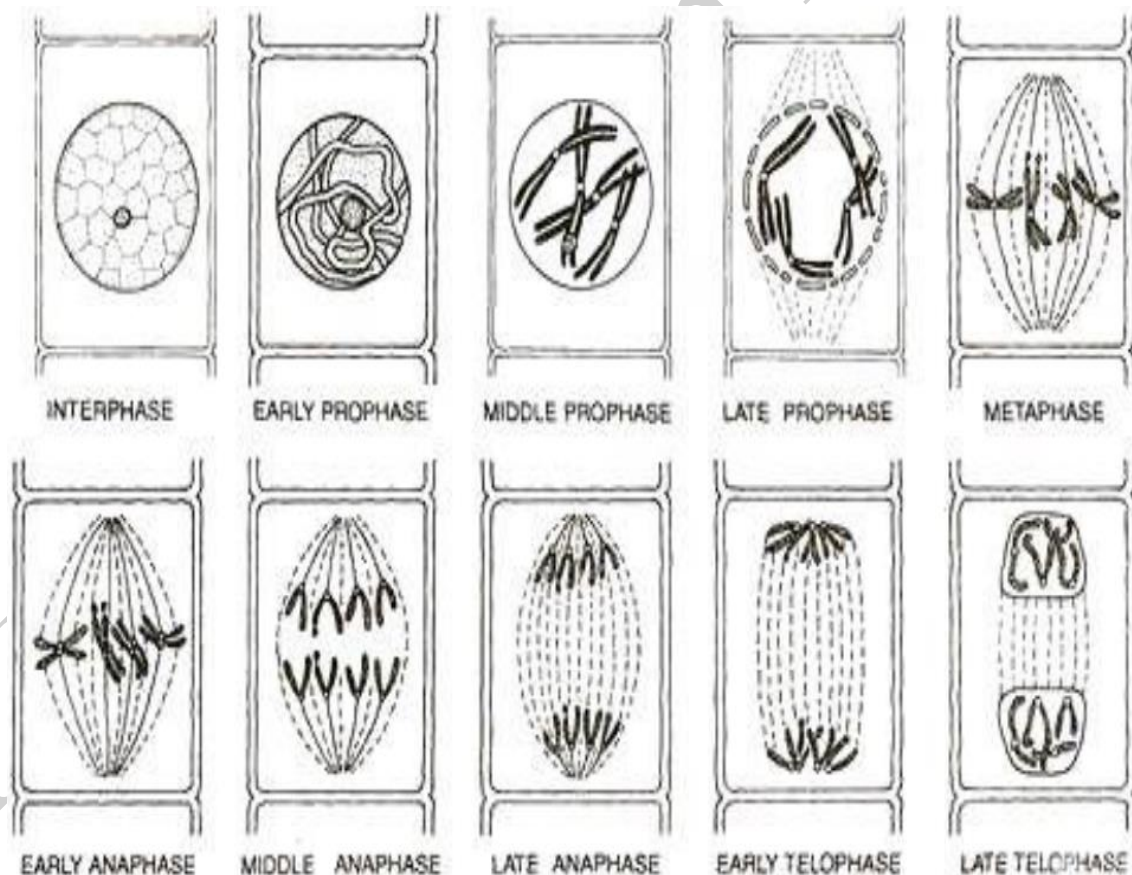 INTERPHASE
EARLY PROPHASE
MIDDLE PROPHASE
LATE PROPHASE
METAPHASE
EARLY ANAPHASE
MIDDLE ANAPHASE
LATE ANAPHASE
EARLY TELOPHASE
LATE TELOPHASE